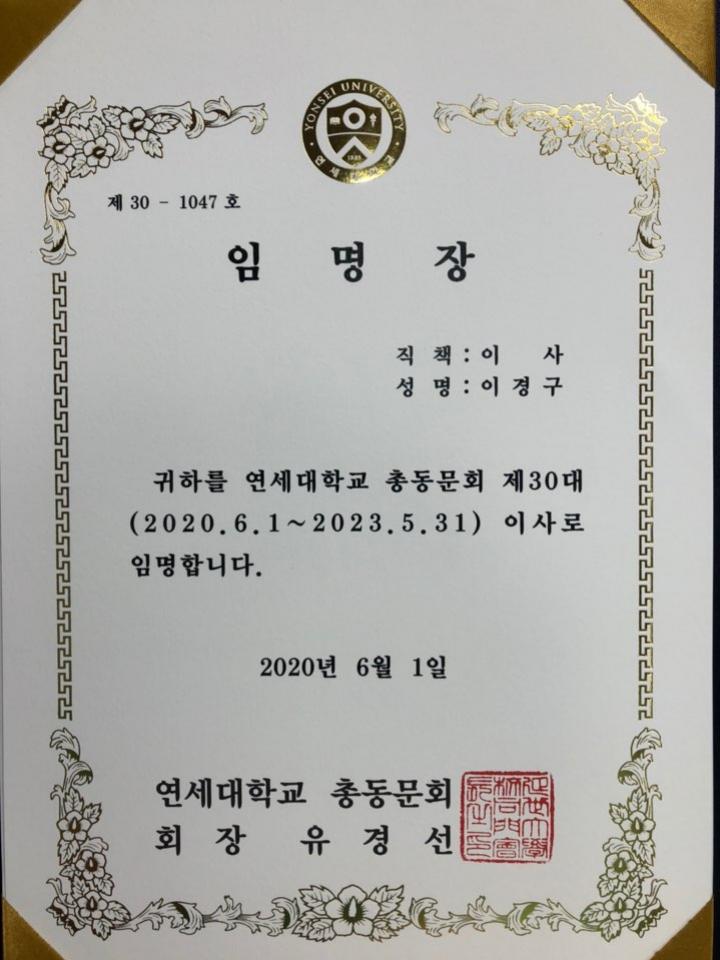 YONSEI UNIVERSITY
제 30 - 1047 호
임 명 장
직 책 : 이 사
성 명 : 이 경 구
귀하를 연세대학교 총동문회 제30대
(2020.6.1~2023.5.31) 이사로
임명합니다.
2020년 6월 1일
연세대학교 총동문회
회 장 유 경 선